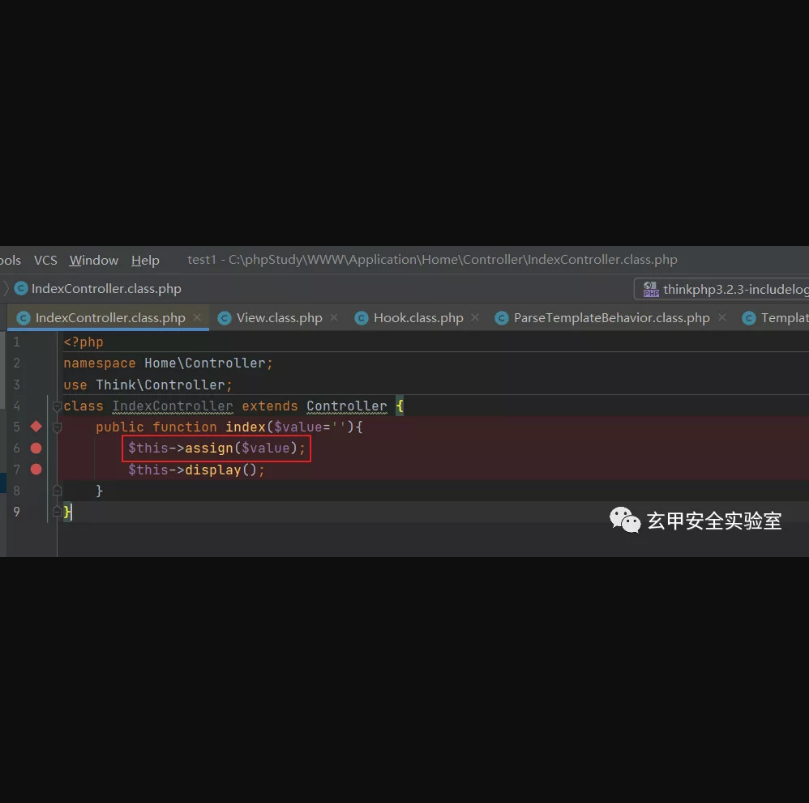 ools VCS Window Help test1 - C:\phpStudy\WWW\Application\Home\Controller\IndexController.class.php
IndexController.class.php thinkphp3.2.3-includelog
IndexController.class.php View.class.php Hook.class.php ParseTemplateBehavior.class.php Templat
1 <?php
2 namespace Home\Controller;
3 use Think\Controller;
4 class IndexController extends Controller {
5 public function index($value=''){
6 $this->assign($value);
7 $this->display();
8 }
9 }
玄甲安全实验室